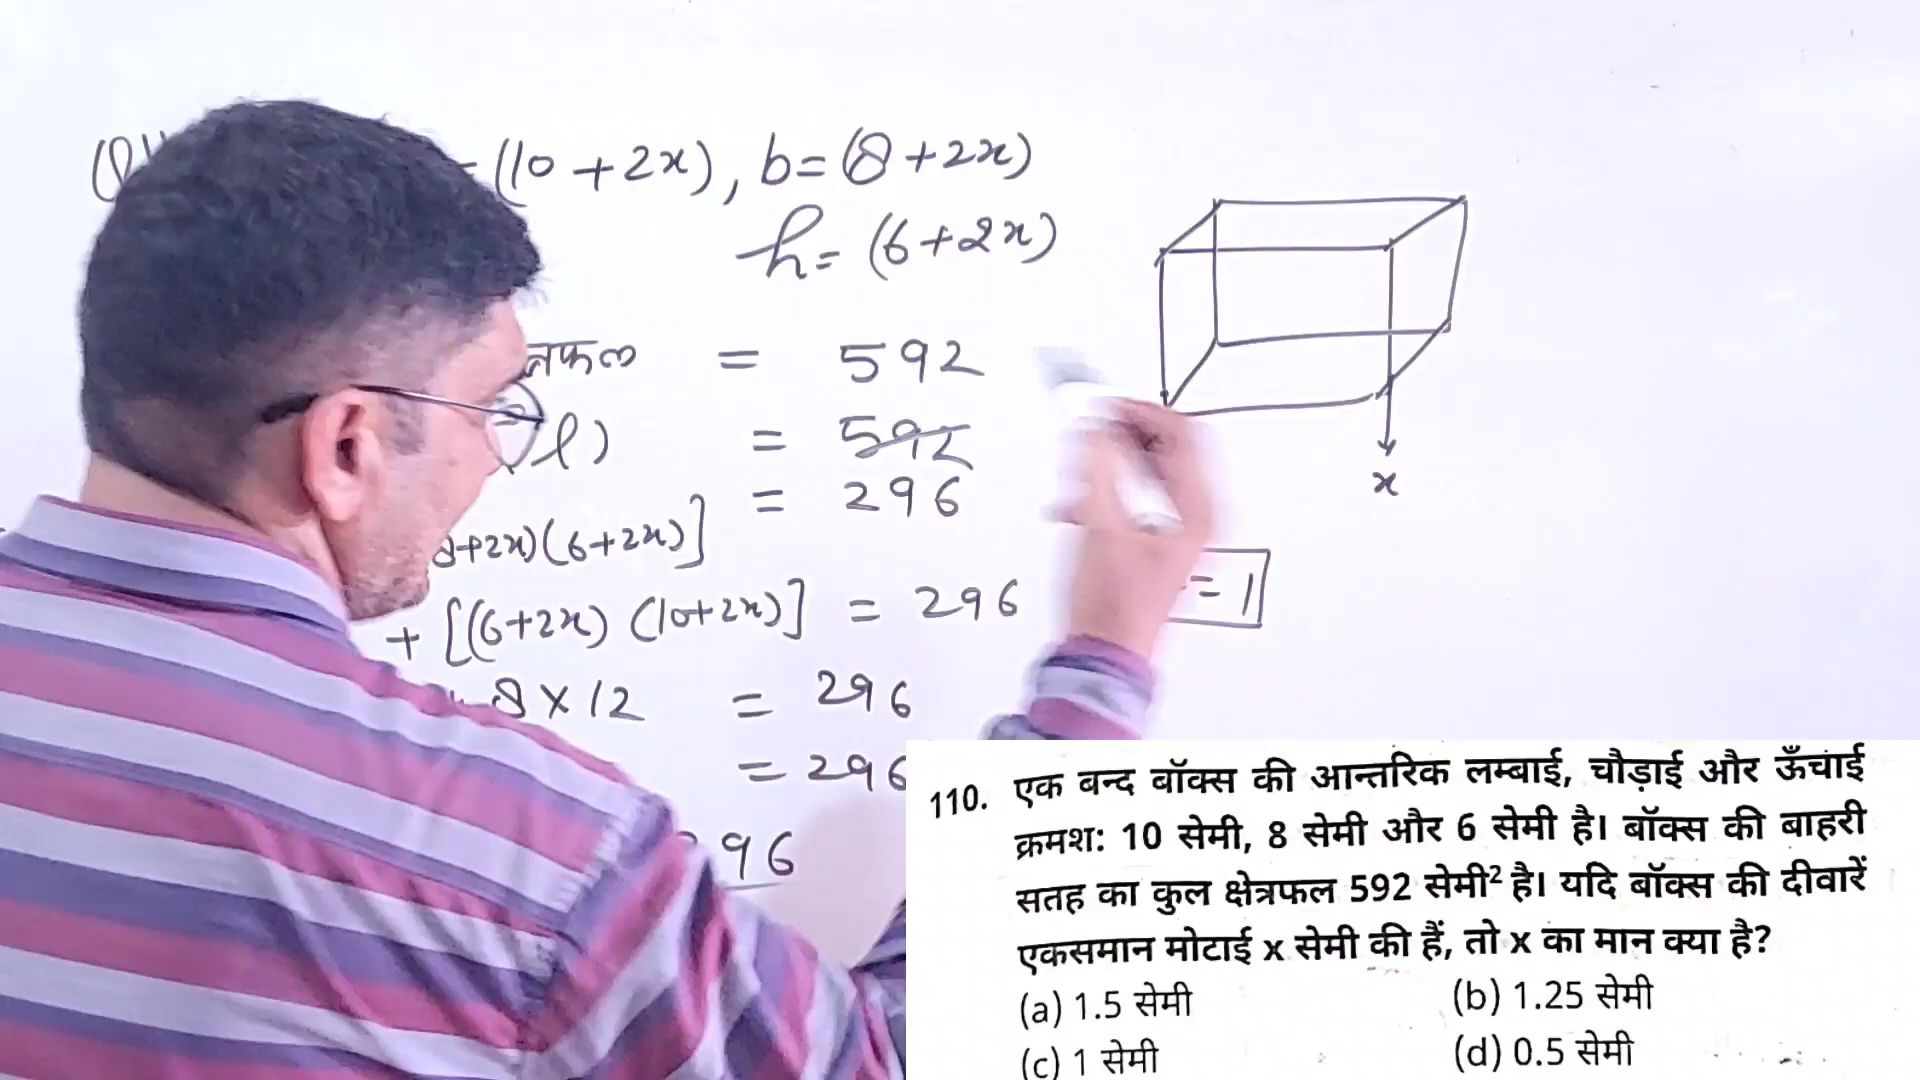 = (10 + 2x), b = (8 + 2x)
h = (6 + 2x)
= 592
l) = 592
= 296
+2x)(6+2x)]
+ [(6+2x) (10+2x)] = 296
8 x 12 = 296
= 296
96
= 1
x
110. एक बन्द बॉक्स की आन्तरिक लम्बाई, चौड़ाई और ऊँचाई
क्रमश: 10 सेमी, 8 सेमी और 6 सेमी है। बॉक्स की बाहरी
सतह का कुल क्षेत्रफल 592 सेमी² है। यदि बॉक्स की दीवारें
एकसमान मोटाई x सेमी की हैं, तो x का मान क्या है?
(a) 1.5 सेमी (b) 1.25 सेमी
(c) 1 सेमी (d) 0.5 सेमी